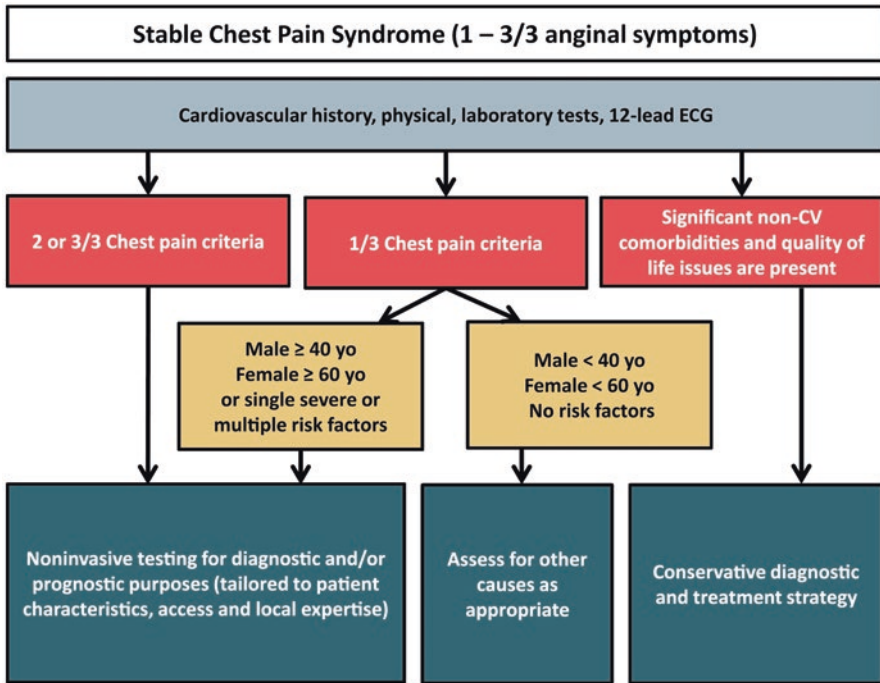 Stable Chest Pain Syndrome (1 – 3/3 anginal symptoms)
Cardiovascular history, physical, laboratory tests, 12-lead ECG
2 or 3/3 Chest pain criteria
1/3 Chest pain criteria
Significant non-CV
comorbidities and quality of
life issues are present
Male ≥ 40 yo
Female ≥ 60 yo
or single severe or
multiple risk factors
Male < 40 yo
Female < 60 yo
No risk factors
Noninvasive testing for diagnostic and/or
prognostic purposes (tailored to patient
characteristics, access and local expertise)
Assess for other
causes as
appropriate
Conservative diagnostic
and treatment strategy